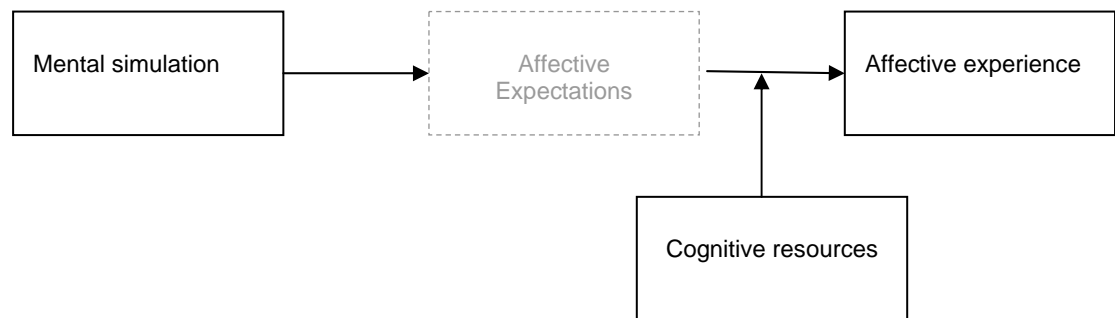 Mental simulation
Affective
Expectations
Affective experience
Cognitive resources